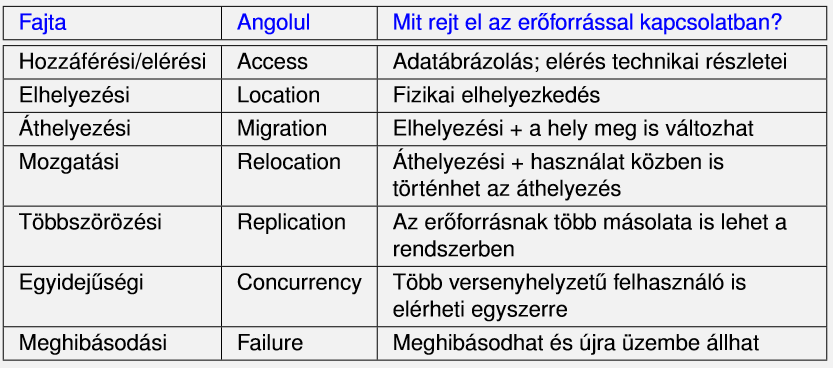 Fajta Angolul Mit rejt el az erőforrással kapcsolatban?
Hozzáférési/elérési Access Adatábrázolás; elérés technikai részletei
Elhelyezési Location Fizikai elhelyezkedés
Áthelyezési Migration Elhelyezési + a hely meg is változhat
Mozgatási Relocation Áthelyezési + használat közben is
történhet az áthelyezés
Többszörözési Replication Az erőforrásnak több másolata is lehet a
rendszerben
Egyidejűségi Concurrency Több versenyhelyzetű felhasználó is
elérheti egyszerre
Meghibásodási Failure Meghibásodhat és újra üzembe állhat